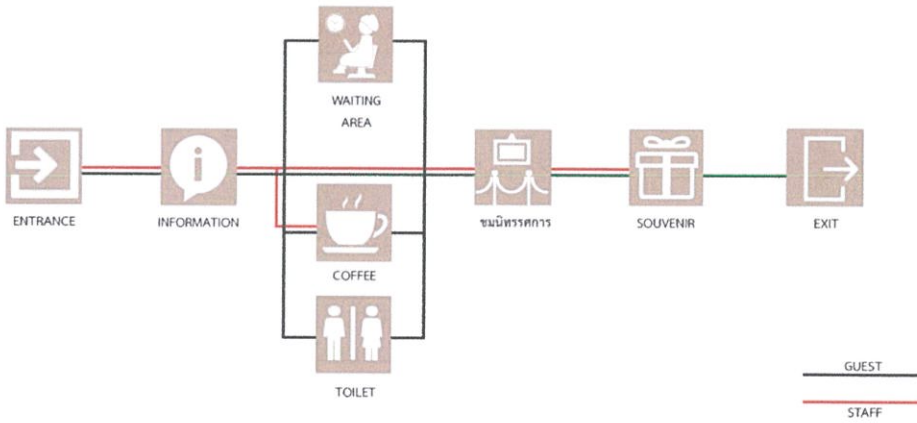 WAITING
AREA
ENTRANCE
INFORMATION
ชมนิทรรศการ
SOUVENIR
EXIT
COFFEE
TOILET
GUEST
STAFF